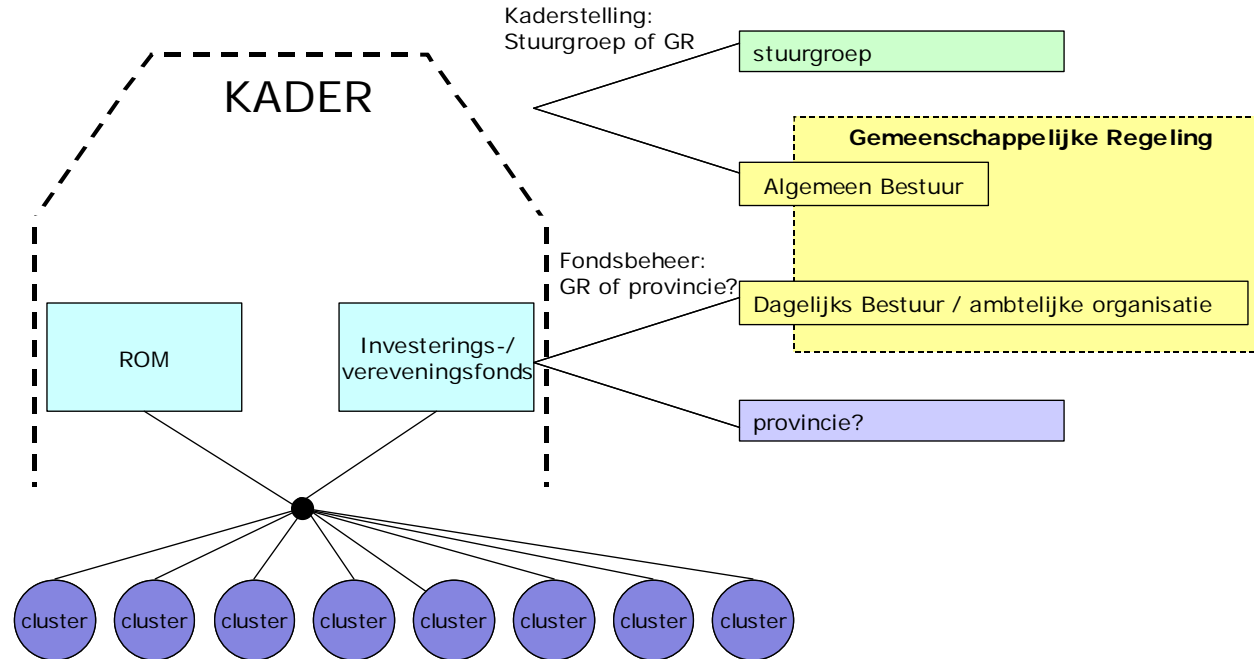 Kaderstelling:
Stuurgroep of GR
stuurgroep
KADER
Gemeenschappelijke Regeling
Algemeen Bestuur
Fondsbeheer:
GR of provincie?
Dagelijks Bestuur / ambtelijke organisatie
ROM
Investerings-/
vereveningsfonds
provincie?
cluster
cluster
cluster
cluster
cluster
cluster
cluster
cluster